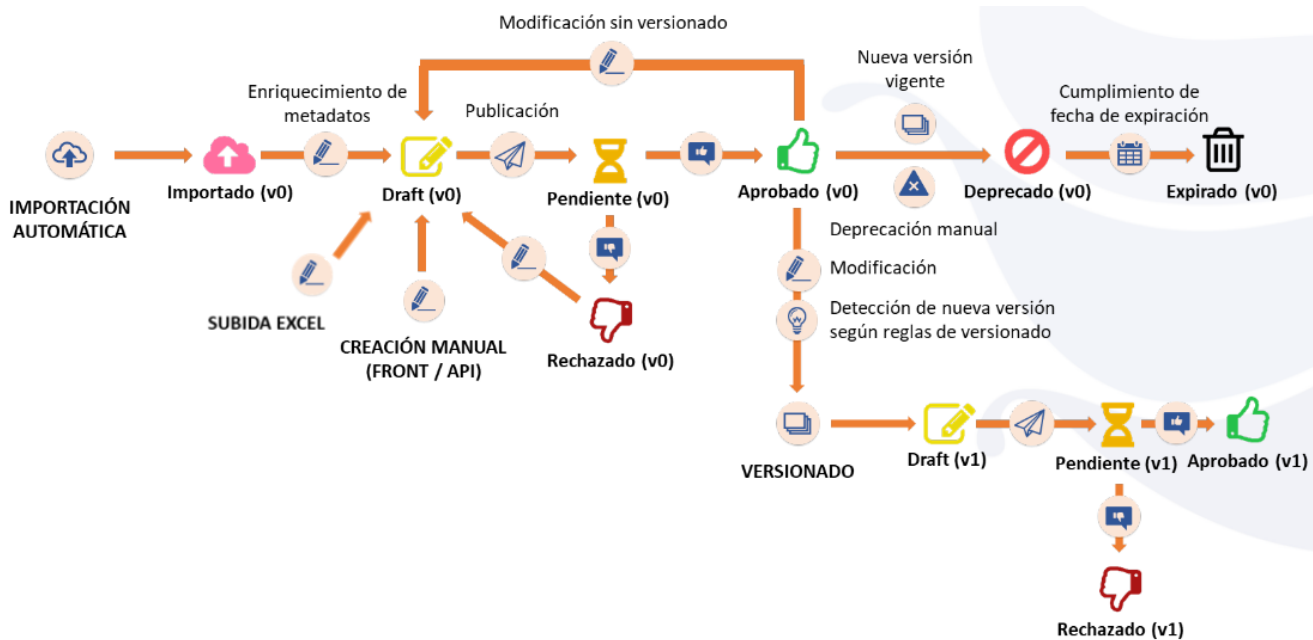 Modificación sin versionado
Nueva versión
vigente
Enriquecimiento de
metadatos
Publicación
Cumplimiento de
fecha de expiración
IMPORTACIÓN
AUTOMÁTICA
Importado (v0)
Draft (v0)
Pendiente (v0)
Aprobado (v0)
Deprecado (v0)
Expirado (v0)
Deprecación manual
Modificación
SUBIDA EXCEL
CREACIÓN MANUAL
(FRONT / API)
Rechazado (v0)
Detección de nueva versión
según reglas de versionado
VERSIONADO
Draft (v1)
Pendiente (v1)
Aprobado (v1)
Rechazado (v1)